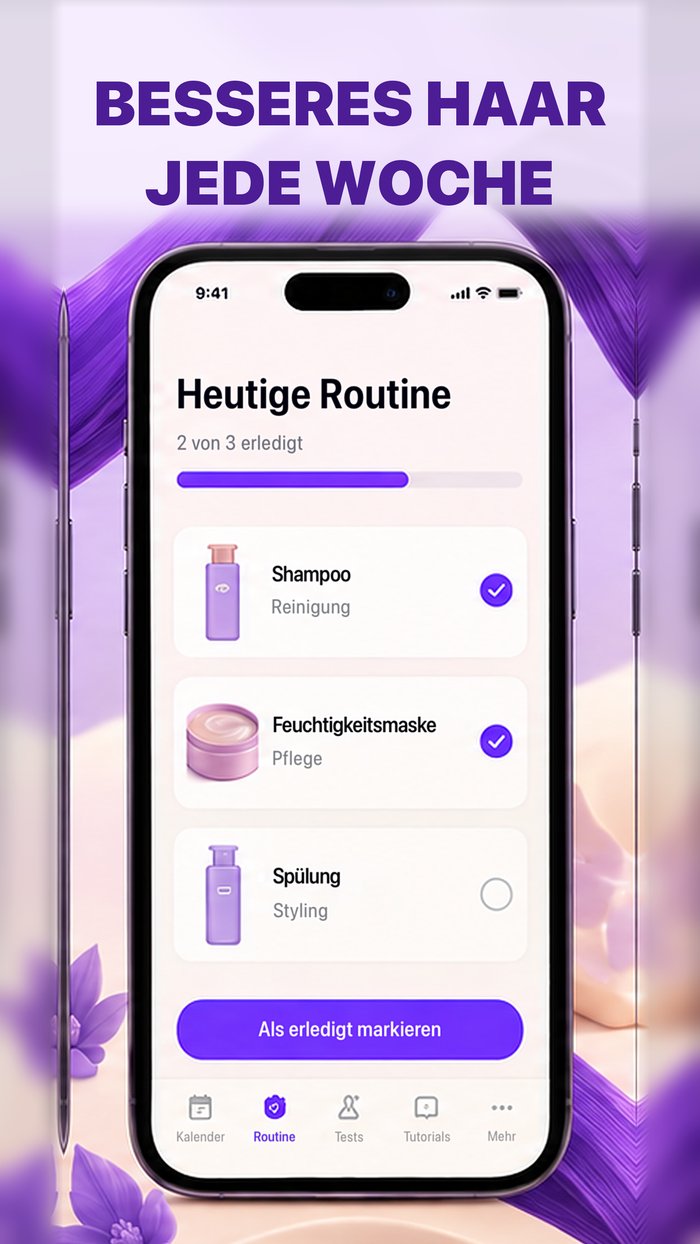 BESSERES HAAR
JEDE WOCHE
9:41
Heutige Routine
2 von 3 erledigt
Shampoo
Reinigung
Feuchtigkeitsmaske
Pflege
Spülung
Styling
Als erledigt markieren
Kalender
Routine
Tests
Tutorials
Mehr